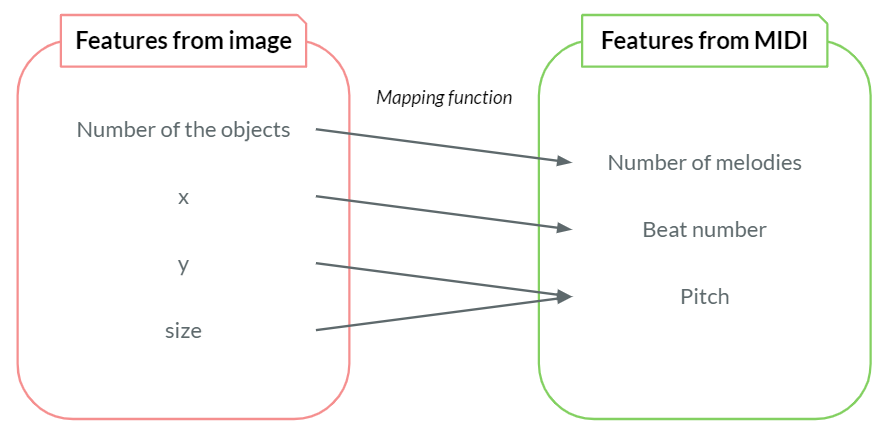 Features from image
Features from MIDI
Mapping function
Number of the objects
x
y
size
Number of melodies
Beat number
Pitch